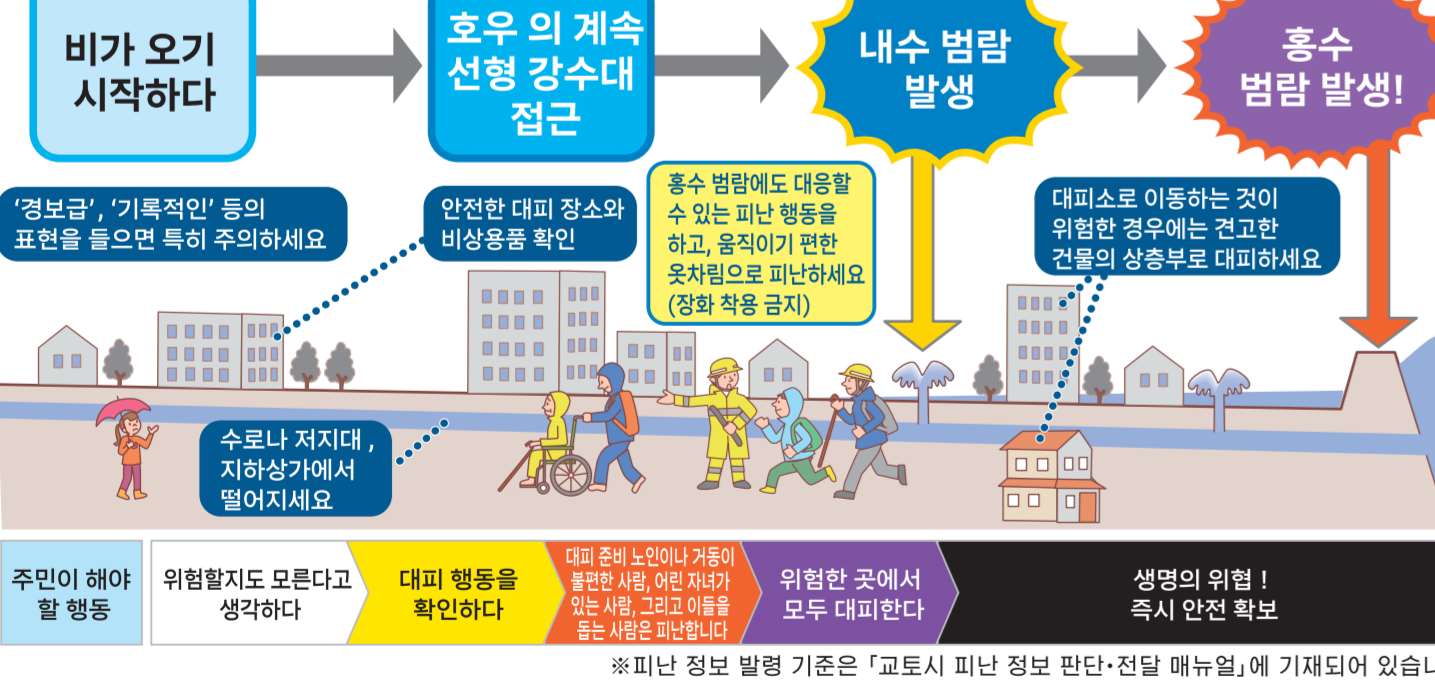 비가 오기
시작하다
호우 의 계속
선형 강수대
접근
내수 범람
발생
홍수
범람 발생!
'경보급', '기록적인' 등의
표현을 들으면 특히 주의하세요
안전한 대피 장소와
비상용품 확인
홍수 범람에도 대응할
수 있는 피난 행동을
하고, 움직이기 편한
옷차림으로 피난하세요
(장화 착용 금지)
대피소로 이동하는 것이
위험한 경우에는 견고한
건물의 상층부로 대피하세요
수로나 저지대 ,
지하상가에서
떨어지세요
주민이 해야
할 행동
위험할지도 모른다고
생각하다
대피 행동을
확인하다
대피 준비 노인이나 거동이
불편한 사람, 어린 자녀가
있는 사람, 그리고 이들을
돕는 사람은 피난합니다
위험한 곳에서
모두 대피한다
생명의 위협 !
즉시 안전 확보
※피난 정보 발령 기준은 「교토시 피난 정보 판단•전달 매뉴얼」에 기재되어 있습